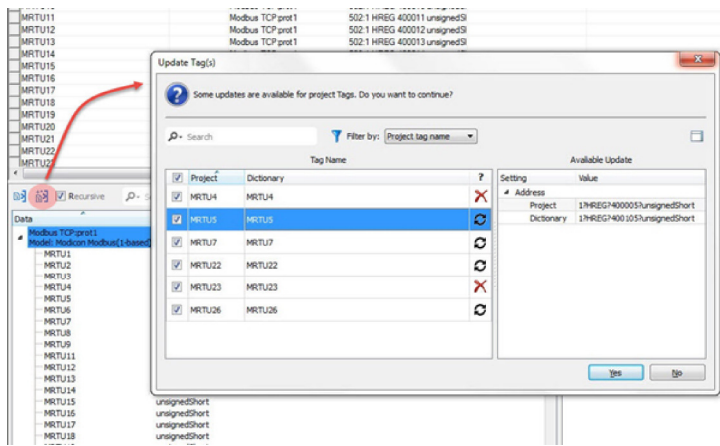 MRTU11 Modbus TCP:prot1 502:1 HREG 400011 unsignedSl
MRTU12 Modbus TCP:prot1 502:1 HREG 400012 unsignedSl
MRTU13 Modbus TCP:prot1 502:1 HREG 400013 unsignedSl
MRTU14
MRTU15
MRTU16
MRTU17
MRTU18
MRTU19
MRTU20
MRTU21
MRTU22
Update Tag(s)
Some updates are available for project Tags. Do you want to continue?
Search Filter by: Project tag name
Tag Name Available Update
Project Dictionary ? Setting Value
MRTU4 MRTU4
MRTU5 MRTU5
MRTU7 MRTU7
MRTU22 MRTU22
MRTU23 MRTU23
MRTU26 MRTU26
Address
Project 1?HREG?400005?unsignedShort
Dictionary 1?HREG?400105?unsignedShort
Yes No
Recursive
Data
Modbus TCP:prot1
Model: Modicon Modbus(1-based)
MRTU1
MRTU2
MRTU3
MRTU4
MRTU5
MRTU6
MRTU7
MRTU8
MRTU9
MRTU11
MRTU12
MRTU13
MRTU14
MRTU15 unsignedShort
MRTU16 unsignedShort
MRTU17 unsignedShort
MRTU18 unsignedShort